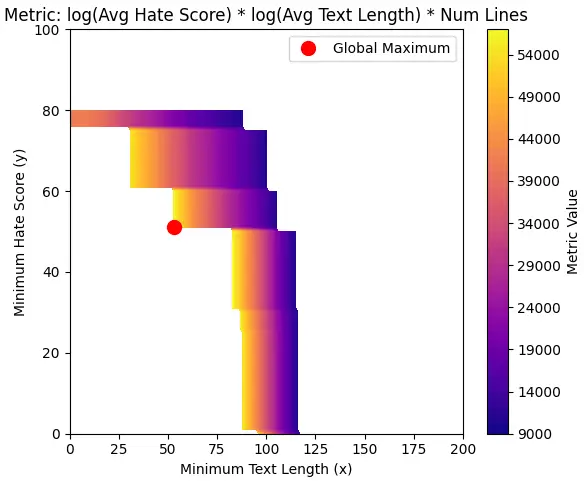 Metric: log(Avg Hate Score) * log(Avg Text Length) * Num Lines
Global Maximum
Minimum Hate Score (y)
100
80
60
40
20
0
0 25 50 75 100 125 150 175 200
Minimum Text Length (x)
54000
49000
44000
39000
34000
29000
24000
19000
14000
9000
Metric Value